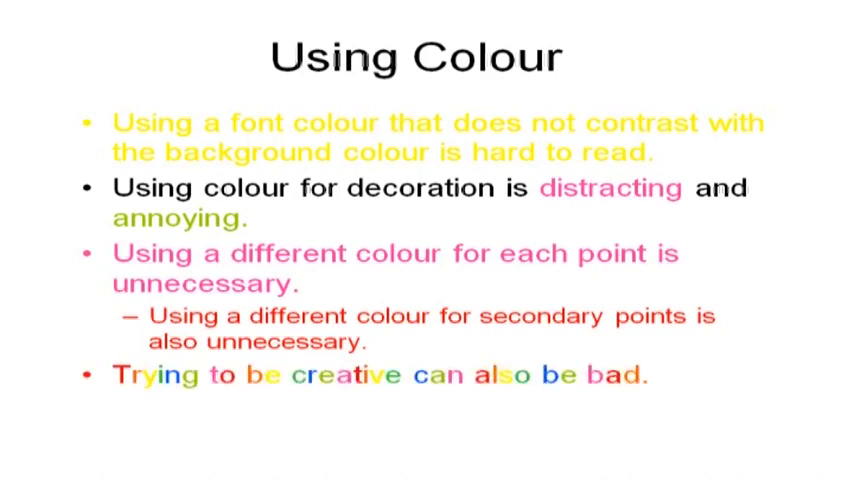 Using Colour
• Using a font colour that does not contrast with
the background colour is hard to read.
• Using colour for decoration is distracting and
annoying.
• Using a different colour for each point is
unnecessary.
– Using a different colour for secondary points is
also unnecessary.
• Trying to be creative can also be bad.